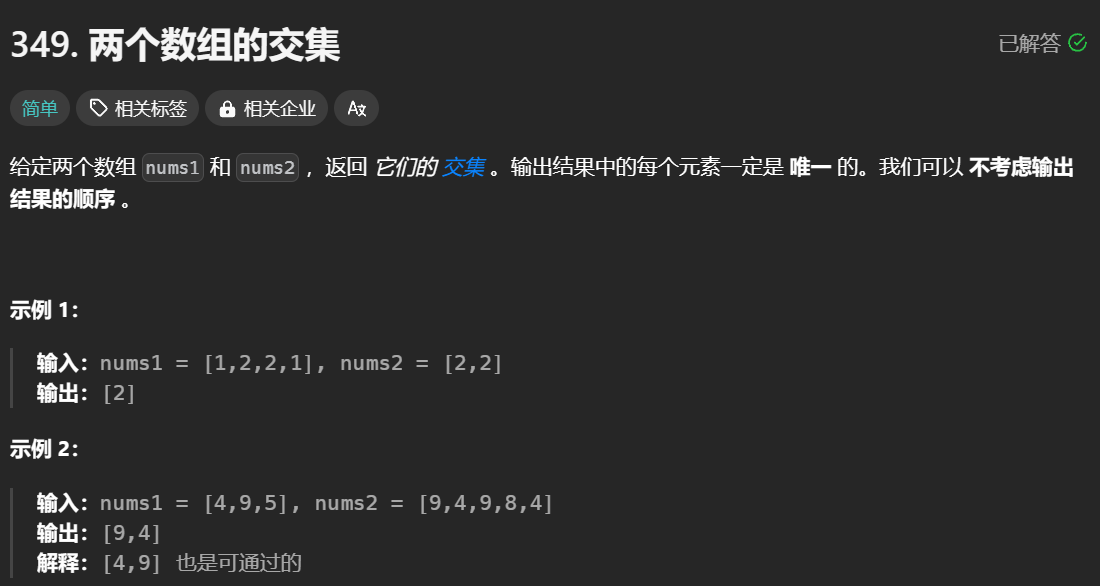 349. 两个数组的交集
已解答
简单 相关标签 相关企业 Aず
给定两个数组 nums1 和 nums2 ，返回 它们的 交集 。输出结果中的每个元素一定是 唯一 的。我们可以 不考虑输出
结果的顺序 。
示例 1：
输入：nums1 = [1,2,2,1], nums2 = [2,2]
输出：[2]
示例 2：
输入：nums1 = [4,9,5], nums2 = [9,4,9,8,4]
输出：[9,4]
解释：[4,9] 也是可通过的